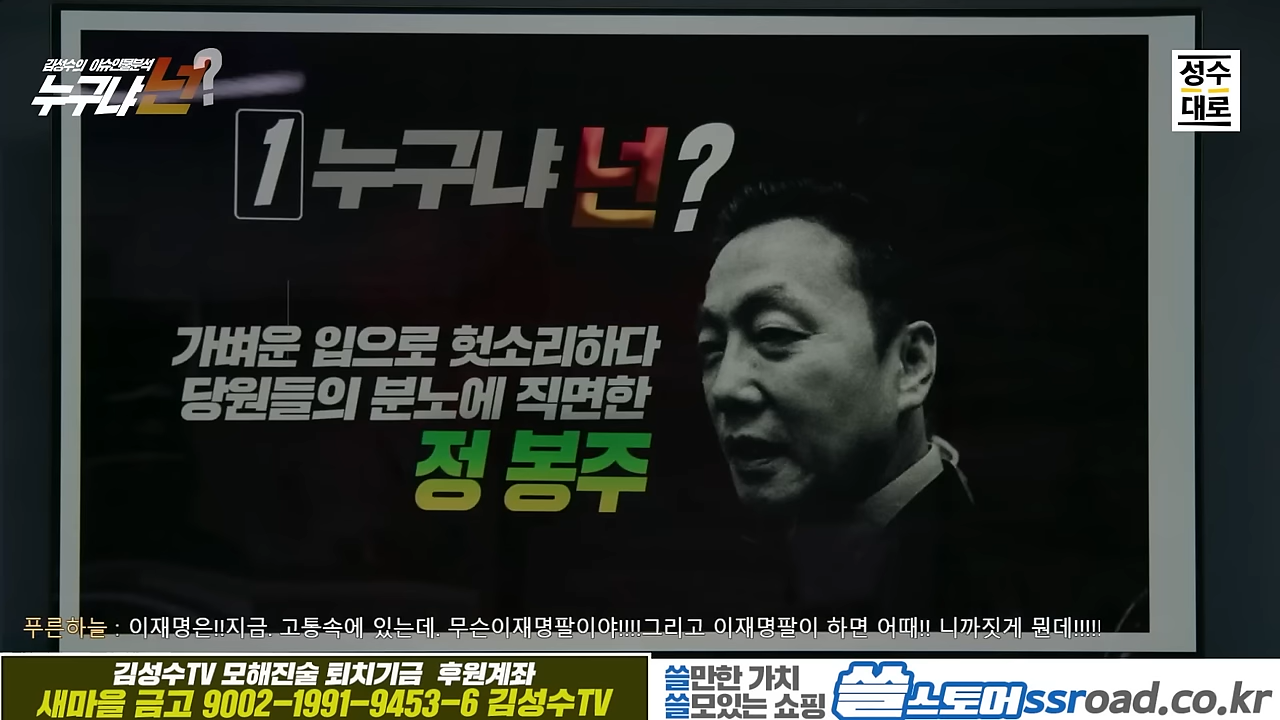 김성수의 이슈인물분석
누구냐 넌?
성수
대로
1 누구냐 넌?
가벼운 입으로 헛소리하다
당원들의 분노에 직면한
정봉주
푸른하늘 : 이재명은!!지금. 고통속에 있는데. 무슨이재명팔이야!!!!그리고 이재명팔이 하면 어때!! 니까짓게 뭔데!!!!!
김성수TV 모해진술 퇴치기금 후원계좌
새마을 금고 9002-1991-9453-6 김성수TV
쓸만한 가치
쓸모있는 쇼핑
쓸스토어ssroad.co.kr